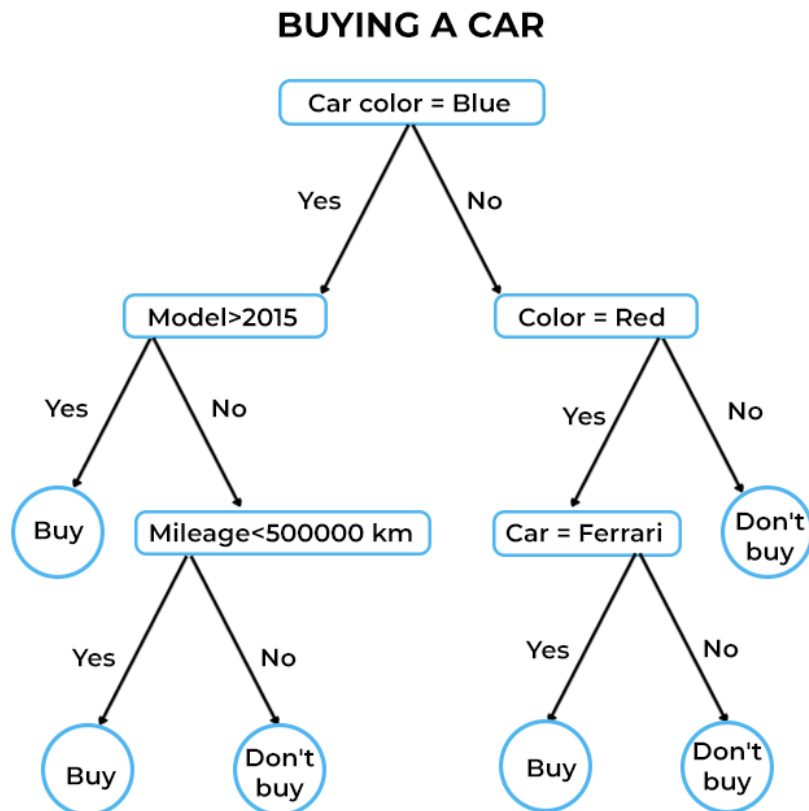 BUYING A CAR
Car color = Blue
Yes
No
Model>2015
Color = Red
Yes
No
Yes
No
Buy
Mileage<500000 km
Car = Ferrari
Don't
buy
Yes
No
Yes
No
Buy
Don't
buy
Buy
Don't
buy